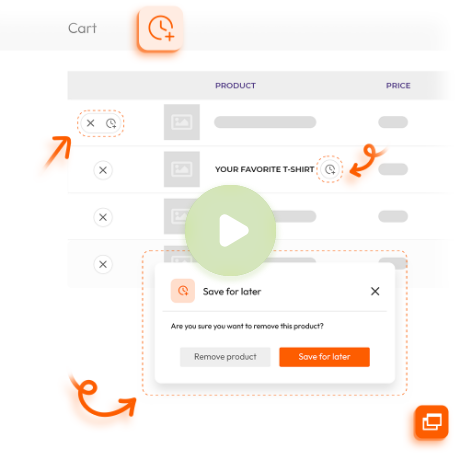 Cart
PRODUCT PRICE
YOUR FAVORITE T-SHIRT
Save for later
Are you sure you want to remove this product?
Remove product Save for later